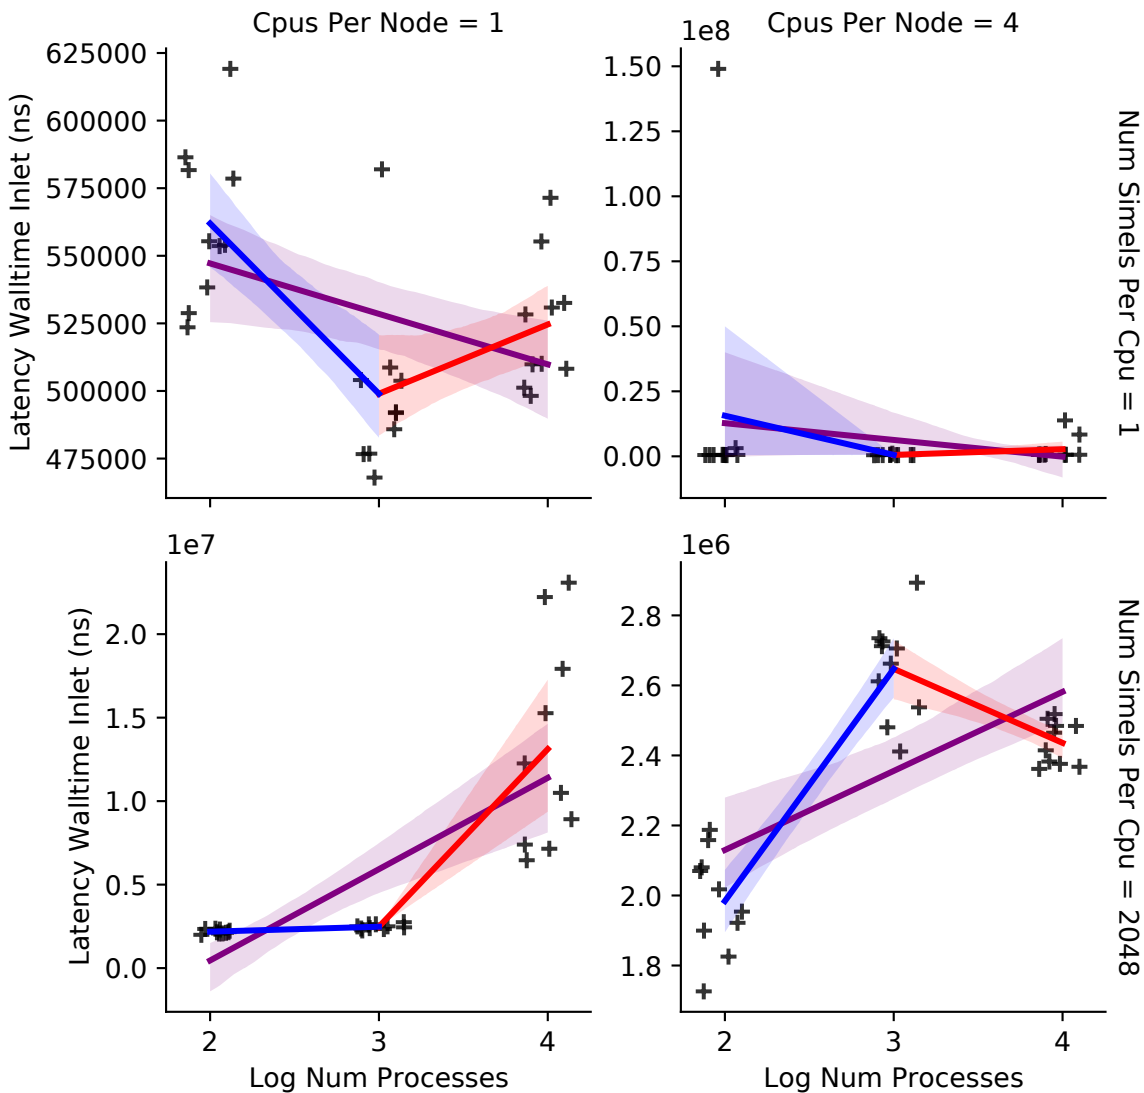 Cpus Per Node = 1
Cpus Per Node = 4
1e8
625000
600000
575000
550000
525000
500000
475000
Latency Walltime Inlet (ns)
1.50
1.25
1.00
0.75
0.50
0.25
0.00
Num Simels Per Cpu = 1
1e7
1e6
2.0
1.5
1.0
0.5
0.0
Latency Walltime Inlet (ns)
2.8
2.6
2.4
2.2
2.0
1.8
Num Simels Per Cpu = 2048
2 3 4
2 3 4
Log Num Processes
Log Num Processes